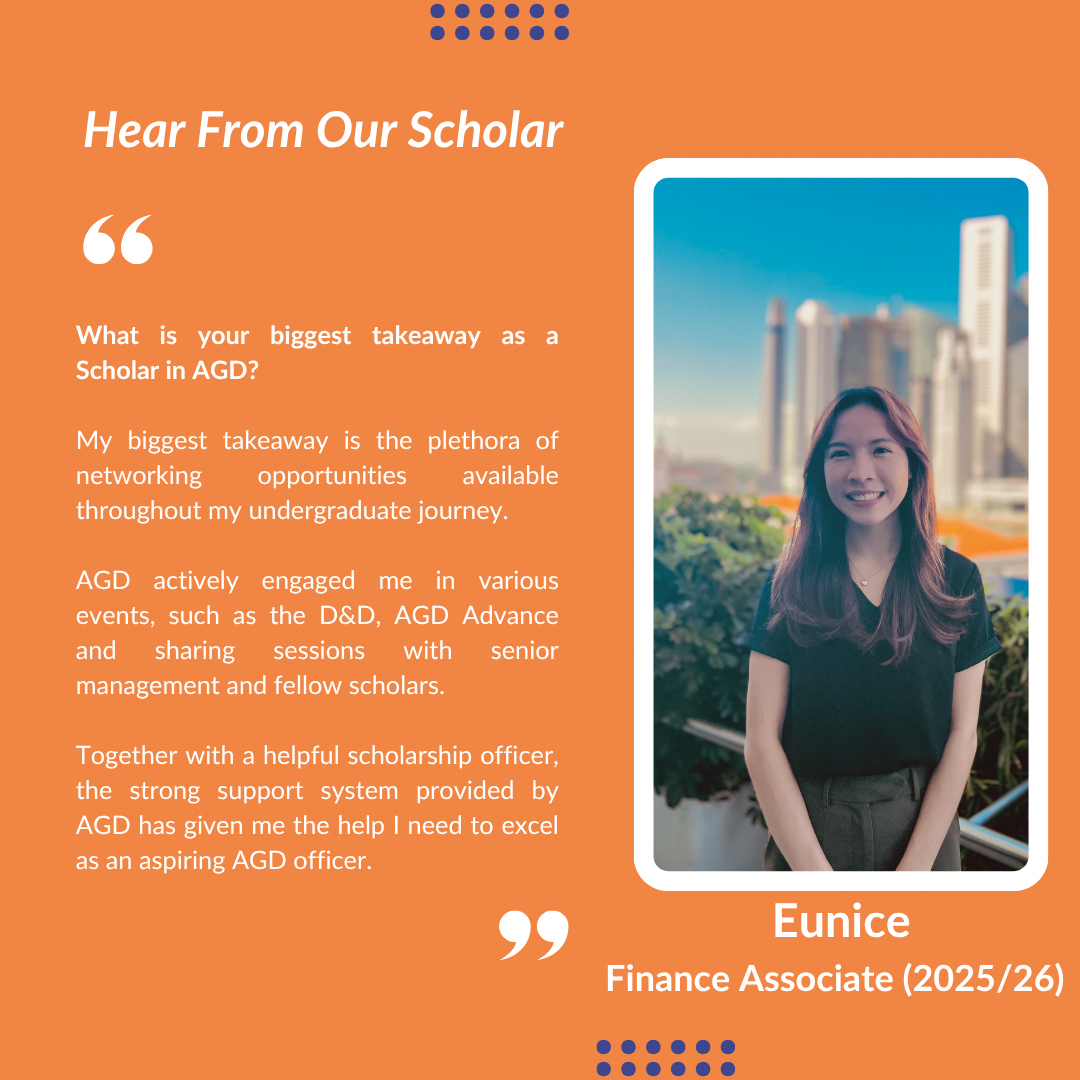 Hear From Our Scholar
“
What is your biggest takeaway as a
Scholar in AGD?
My biggest takeaway is the plethora of
networking opportunities available
throughout my undergraduate journey.
AGD actively engaged me in various
events, such as the D&D, AGD Advance
and sharing sessions with senior
management and fellow scholars.
Together with a helpful scholarship officer,
the strong support system provided by
AGD has given me the help I need to excel
as an aspiring AGD officer.
”
Eunice
Finance Associate (2025/26)